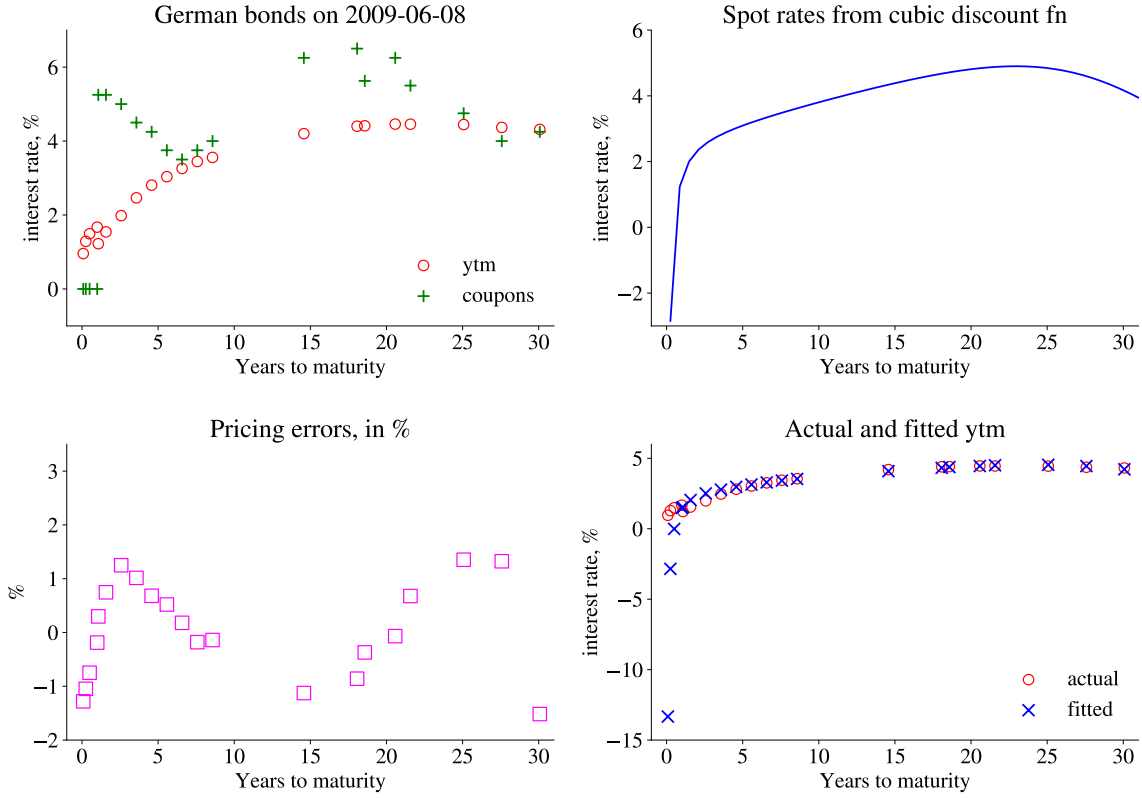 German bonds on 2009-06-08
interest rate, %
6
4
2
0
ytm
coupons
0 5 10 15 20 25 30
Years to maturity
Spot rates from cubic discount fn
interest rate, %
6
4
2
0
−2
0 5 10 15 20 25 30
Years to maturity
Pricing errors, in %
%
3
2
1
0
−1
−2
0 5 10 15 20 25 30
Years to maturity
Actual and fitted ytm
interest rate, %
5
0
−5
−10
−15
actual
fitted
0 5 10 15 20 25 30
Years to maturity